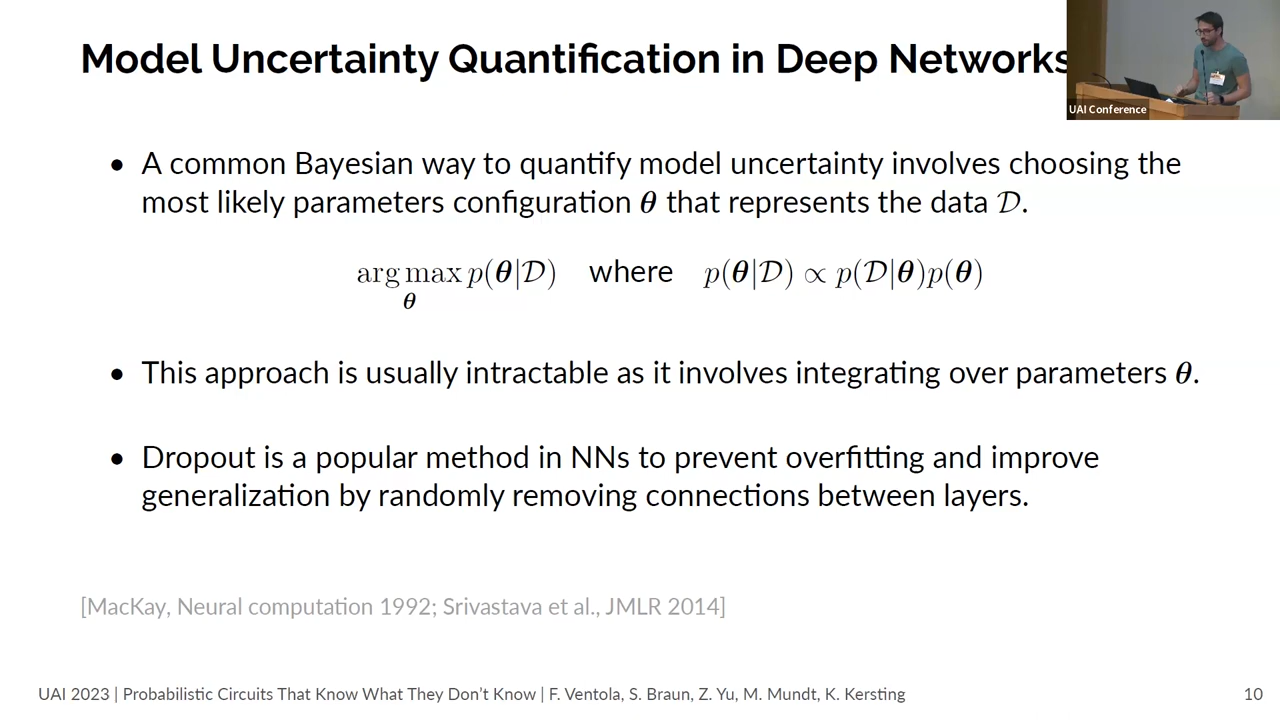 Model Uncertainty Quantification in Deep Networks
UAI Conference
• A common Bayesian way to quantify model uncertainty involves choosing the
most likely parameters configuration θ that represents the data 𝒟.
arg max p(θ|𝒟) where p(θ|𝒟) ∝ p(𝒟|θ)p(θ)
θ
• This approach is usually intractable as it involves integrating over parameters θ.
• Dropout is a popular method in NNs to prevent overfitting and improve
generalization by randomly removing connections between layers.
[MacKay, Neural computation 1992; Srivastava et al., JMLR 2014]
UAI 2023 | Probabilistic Circuits That Know What They Don’t Know | F. Ventola, S. Braun, Z. Yu, M. Mundt, K. Kersting 10